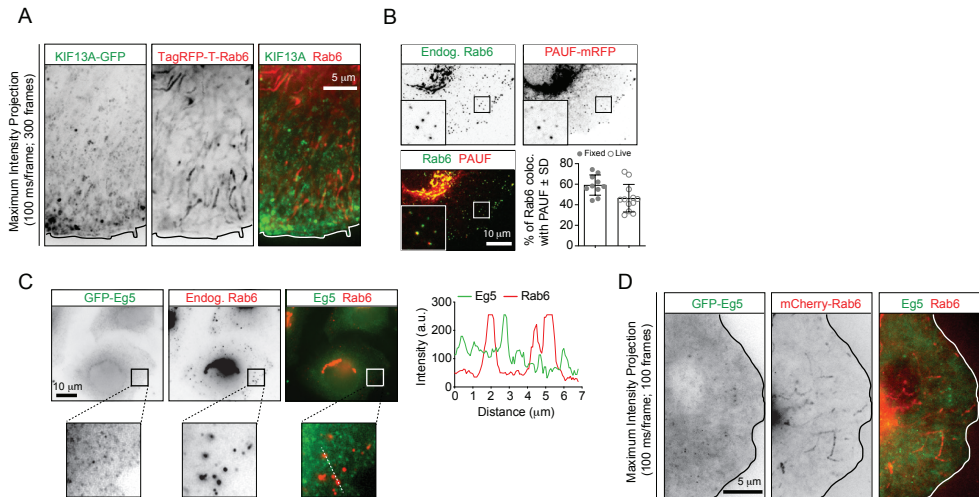 A
Maximum Intensity Projection
(100 ms/frame; 300 frames)
KIF13A-GFP
TagRFP-T-Rab6
KIF13A Rab6
5 μm
B
Endog. Rab6
PAUF-mRFP
Rab6 PAUF
10 μm
Fixed Live
% of Rab6 coloc.
with PAUF ± SD
80
60
40
20
0
C
GFP-Eg5
Endog. Rab6
Eg5 Rab6
10 μm
Eg5 Rab6
Intensity (a.u.)
300
200
100
0
0 1 2 3 4 5 6 7
Distance (μm)
D
Maximum Intensity Projection
(100 ms/frame; 100 frames)
GFP-Eg5
mCherry-Rab6
Eg5 Rab6
5 μm